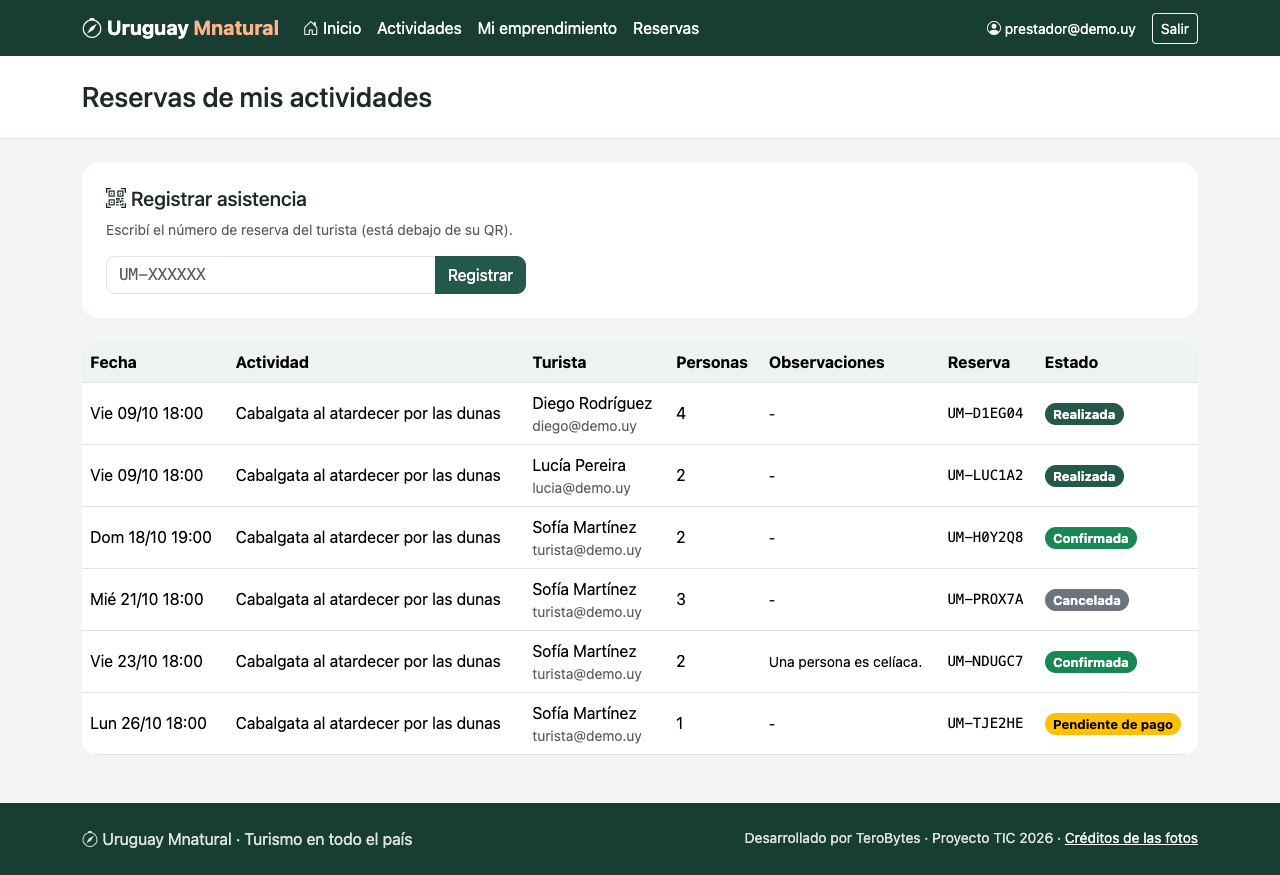 Uruguay Mnatural Inicio Actividades Mi emprendimiento Reservas prestador@demo.uy Salir
Reservas de mis actividades
Registrar asistencia
Escribí el número de reserva del turista (está debajo de su QR).
UM-XXXXXX Registrar
Fecha Actividad Turista Personas Observaciones Reserva Estado
Vie 09/10 18:00 Cabalgata al atardecer por las dunas Diego Rodríguez 4 - UM-D1EG04 Realizada
diego@demo.uy
Vie 09/10 18:00 Cabalgata al atardecer por las dunas Lucía Pereira 2 - UM-LUC1A2 Realizada
lucia@demo.uy
Dom 18/10 19:00 Cabalgata al atardecer por las dunas Sofía Martínez 2 - UM-H0Y2Q8 Confirmada
turista@demo.uy
Mié 21/10 18:00 Cabalgata al atardecer por las dunas Sofía Martínez 3 - UM-PROX7A Cancelada
turista@demo.uy
Vie 23/10 18:00 Cabalgata al atardecer por las dunas Sofía Martínez 2 Una persona es celíaca. UM-NDUGC7 Confirmada
turista@demo.uy
Lun 26/10 18:00 Cabalgata al atardecer por las dunas Sofía Martínez 1 - UM-TJE2HE Pendiente de pago
turista@demo.uy
Uruguay Mnatural · Turismo en todo el país Desarrollado por TeroBytes · Proyecto TIC 2026 · Créditos de las fotos